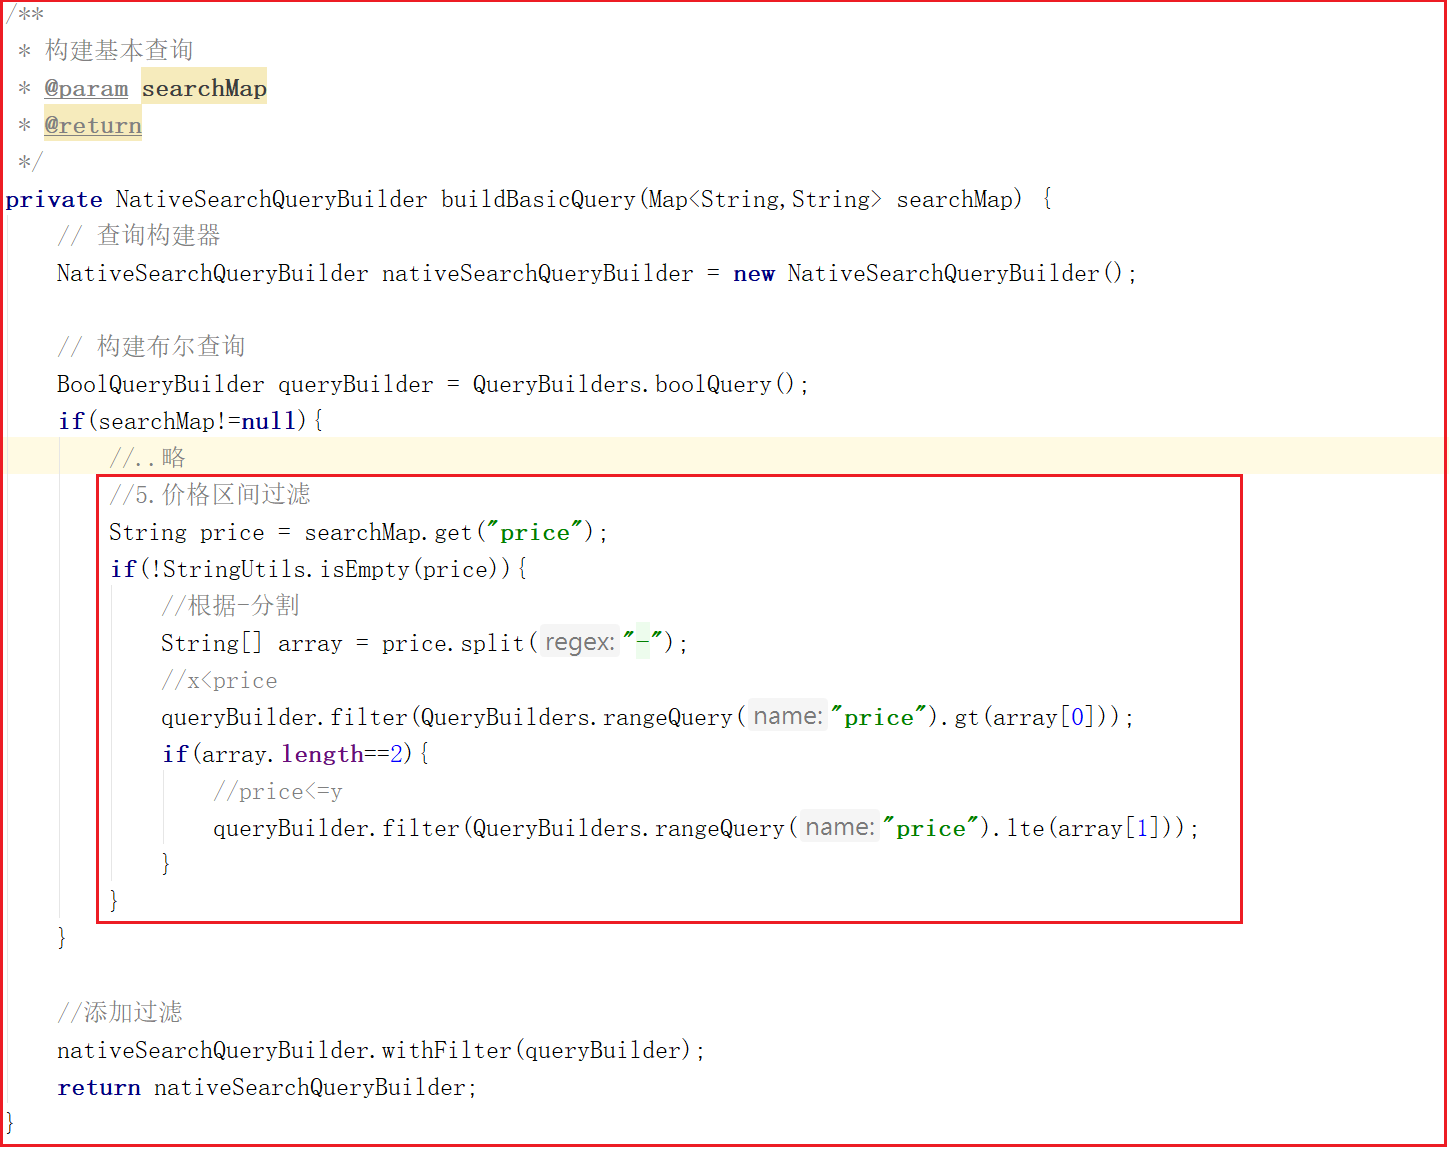 /**
 * 构建基本查询
 * @param searchMap
 * @return
 */
private NativeSearchQueryBuilder buildBasicQuery(Map<String,String> searchMap) {
    // 查询构建器
    NativeSearchQueryBuilder nativeSearchQueryBuilder = new NativeSearchQueryBuilder();
    // 构建布尔查询
    BoolQueryBuilder queryBuilder = QueryBuilders.boolQuery();
    if(searchMap!=null){
        //..略
        //5.价格区间过滤
        String price = searchMap.get("price");
        if(!StringUtils.isEmpty(price)){
            //根据-分割
            String[] array = price.split( regex: "-");
            //x<price
            queryBuilder.filter(QueryBuilders.rangeQuery( name: "price").gt(array[0]));
            if(array.length==2){
                //price<=y
                queryBuilder.filter(QueryBuilders.rangeQuery( name: "price").lte(array[1]));
            }
        }
    }
    //添加过滤
    nativeSearchQueryBuilder.withFilter(queryBuilder);
    return nativeSearchQueryBuilder;
}